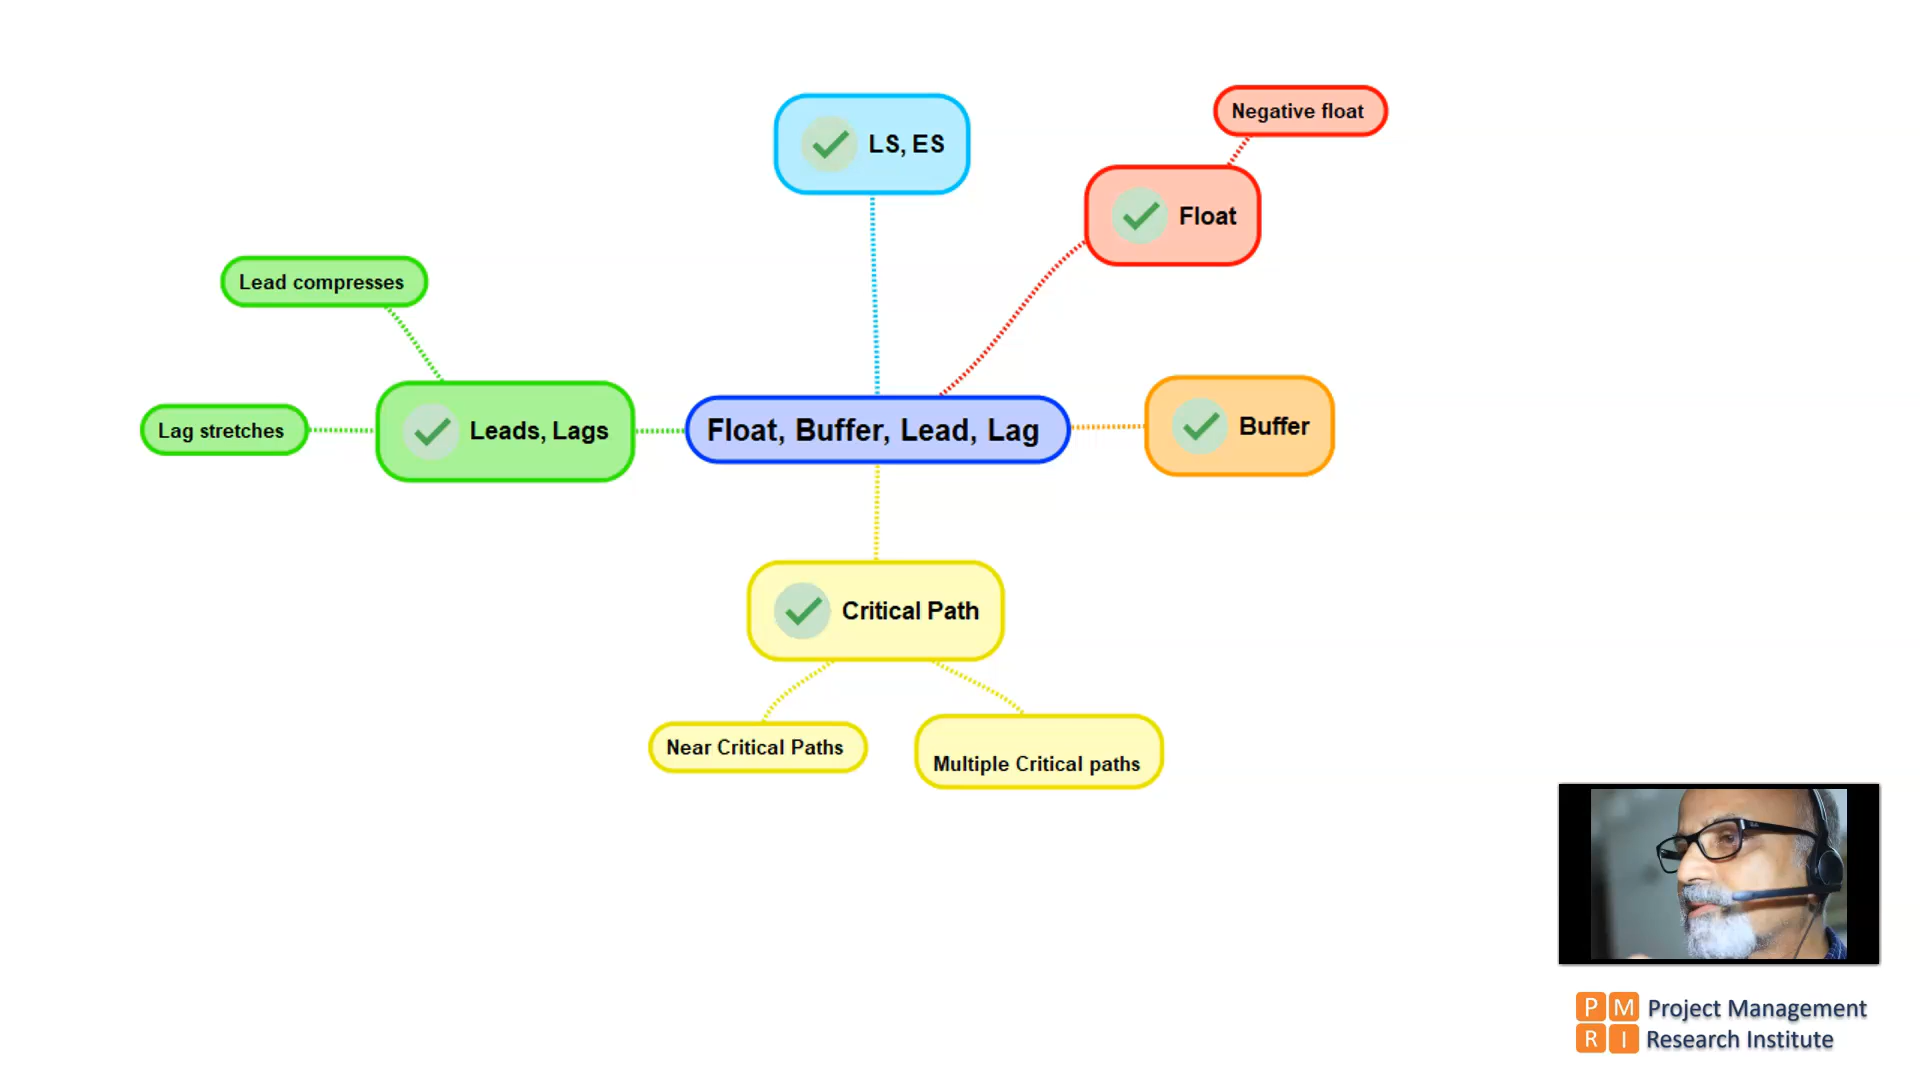 Negative float
LS, ES
Float
Lead compresses
Lag stretches
Leads, Lags
Float, Buffer, Lead, Lag
Buffer
Critical Path
Near Critical Paths
Multiple Critical paths
P M Project Management
R I Research Institute